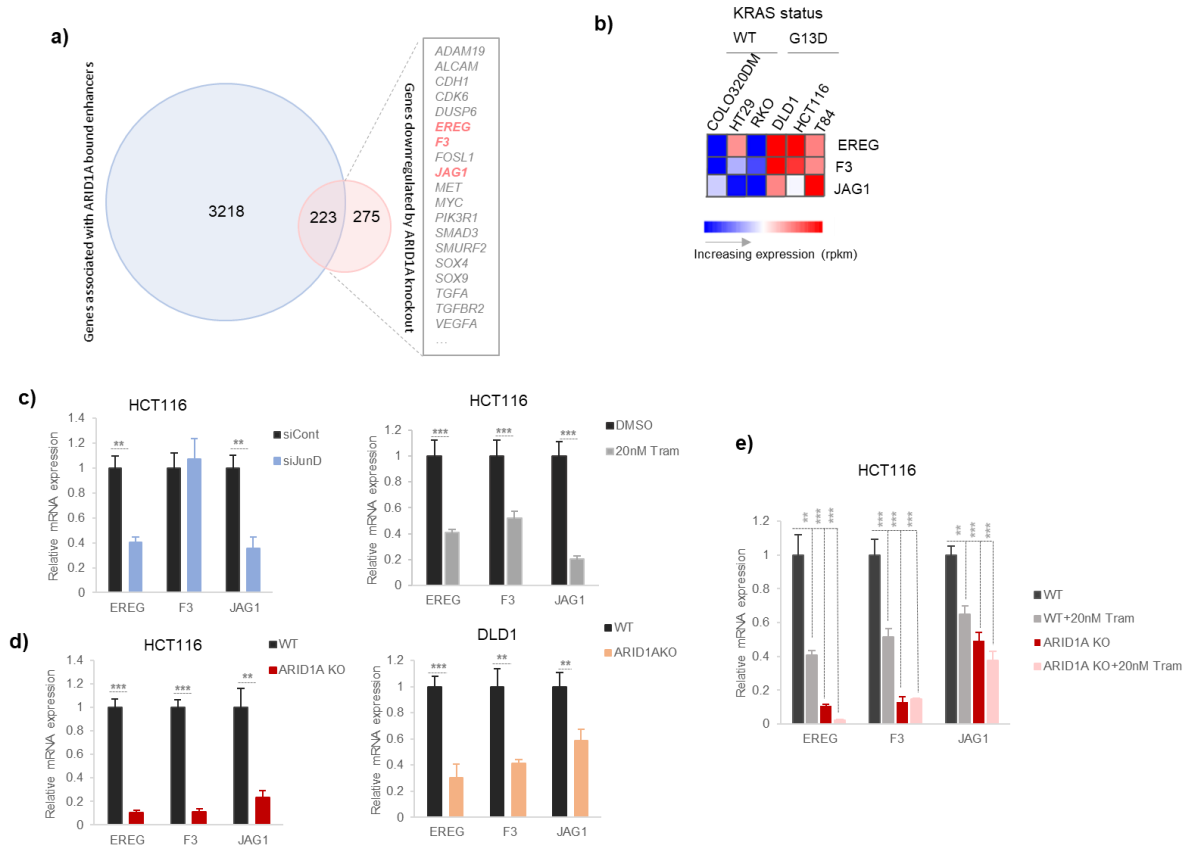 a)
Genes associated with ARID1A bound enhancers
3218
223
275
Genes downregulated by ARID1A knockout
ADAM19
ALCAM
CDH1
CDK6
DUSP6
EREG
F3
FOSL1
JAG1
MET
MYC
PIK3R1
SMAD3
SMURF2
SOX4
SOX9
TGFA
TGFBR2
VEGFA
...
b)
KRAS status
WT
G13D
COLO320DM
HT29
RKO
DLD1
HCT116
T84
EREG
F3
JAG1
Increasing expression (rpkm)
c)
HCT116
Relative mRNA expression
1.4
1.2
1
0.8
0.6
0.4
0.2
0
**
**
EREG
F3
JAG1
siCont
siJunD
HCT116
Relative mRNA expression
1.2
1
0.8
0.6
0.4
0.2
0
***
***
***
EREG
F3
JAG1
DMSO
20nM Tram
d)
HCT116
Relative mRNA expression
1.4
1.2
1
0.8
0.6
0.4
0.2
0
***
***
**
EREG
F3
JAG1
WT
ARID1A KO
DLD1
Relative mRNA expression
1.2
1
0.8
0.6
0.4
0.2
0
***
**
**
EREG
F3
JAG1
WT
ARID1AKO
e)
HCT116
Relative mRNA expression
1.2
1
0.8
0.6
0.4
0.2
0
**
***
***
***
***
***
**
***
***
EREG
F3
JAG1
WT
WT+20nM Tram
ARID1A KO
ARID1A KO+20nM Tram